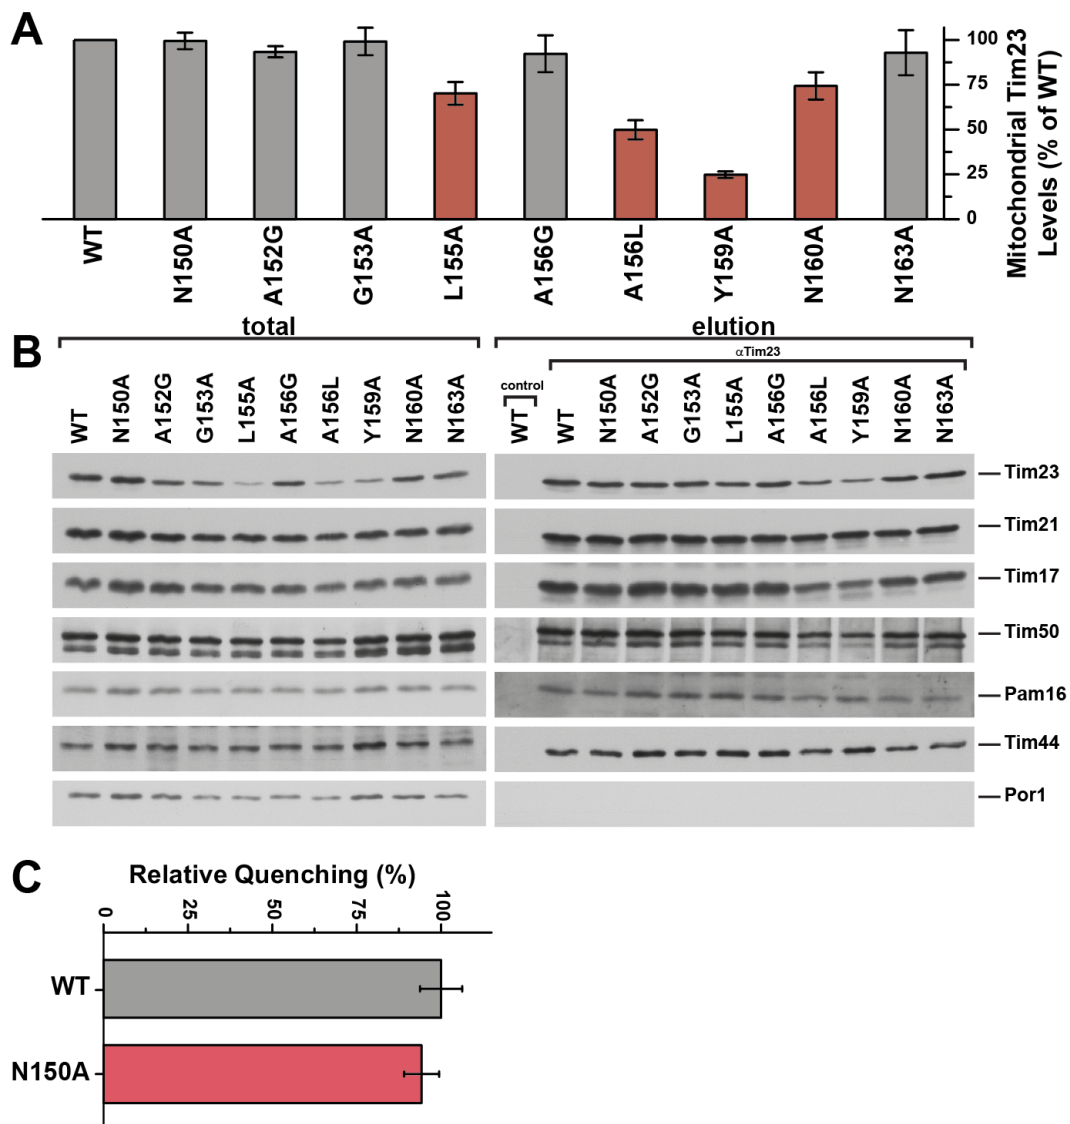 A
100
75
50
25
0
Mitochondrial Tim23
Levels (% of WT)
WT
N150A
A152G
G153A
L155A
A156G
A156L
Y159A
N160A
N163A
B
total
elution
αTim23
control
WT
N150A
A152G
G153A
L155A
A156G
A156L
Y159A
N160A
N163A
WT
WT
N150A
A152G
G153A
L155A
A156G
A156L
Y159A
N160A
N163A
Tim23
Tim21
Tim17
Tim50
Pam16
Tim44
Por1
C
Relative Quenching (%)
0
25
50
75
100
WT
N150A